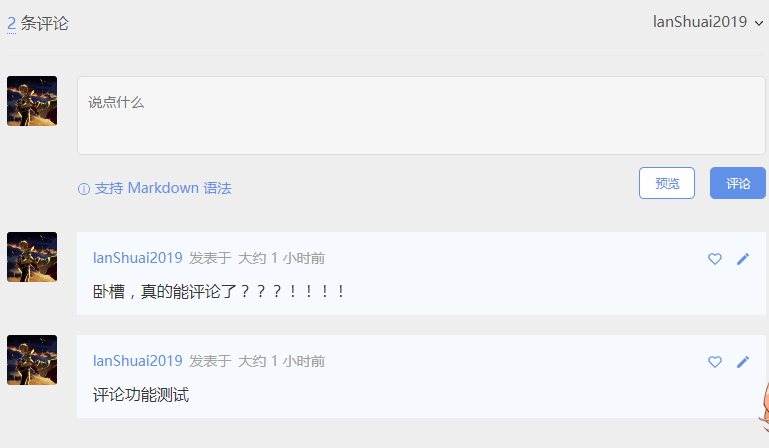 2 条评论
lanShuai2019
说点什么
支持 Markdown 语法
预览
评论
lanShuai2019 发表于 大约 1 小时前
卧槽，真的能评论了？？？！！！！
lanShuai2019 发表于 大约 1 小时前
评论功能测试